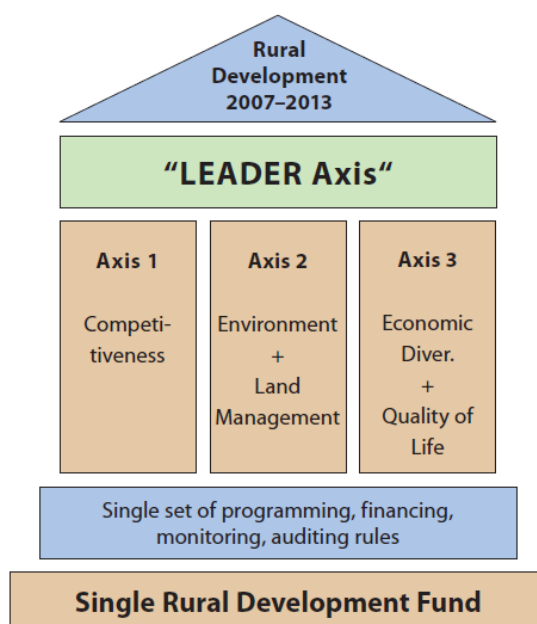 Rural
Development
2007–2013
“LEADER Axis“
Axis 1
Competi-
tiveness
Axis 2
Environment
+
Land
Management
Axis 3
Economic
Diver.
+
Quality of
Life
Single set of programming, financing,
monitoring, auditing rules
Single Rural Development Fund